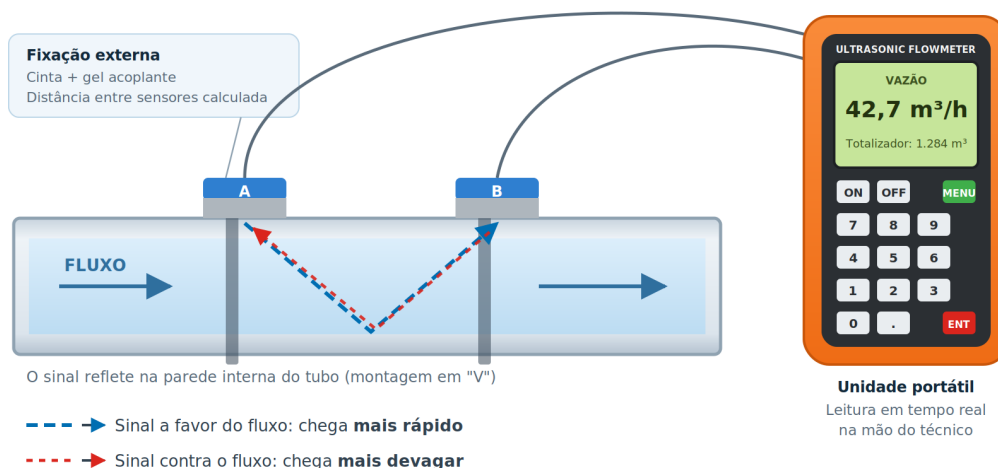 Fixação externa
Cinta + gel acoplante
Distância entre sensores calculada
A
B
FLUXO
O sinal reflete na parede interna do tubo (montagem em "V")
Sinal a favor do fluxo: chega mais rápido
Sinal contra o fluxo: chega mais devagar
ULTRASONIC FLOWMETER
VAZÃO
42,7 m³/h
Totalizador: 1.284 m³
ON OFF MENU
7 8 9
4 5 6
1 2 3
0 . ENT
Unidade portátil
Leitura em tempo real
na mão do técnico